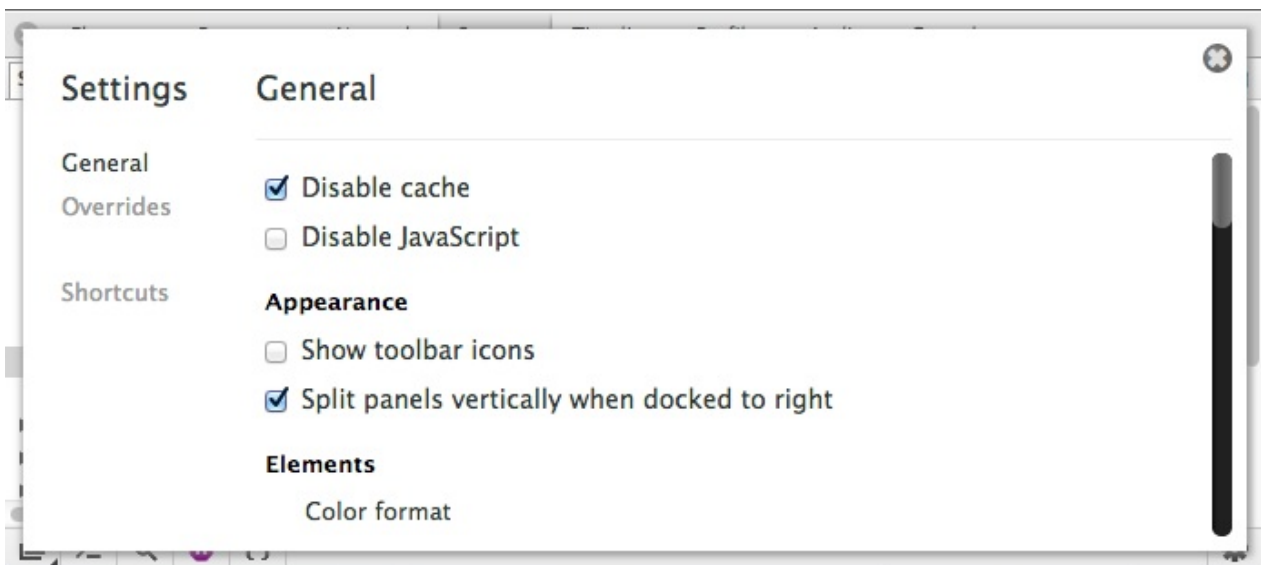 Settings
General
General
Overrides
Shortcuts
Disable cache
Disable JavaScript
Appearance
Show toolbar icons
Split panels vertically when docked to right
Elements
Color format